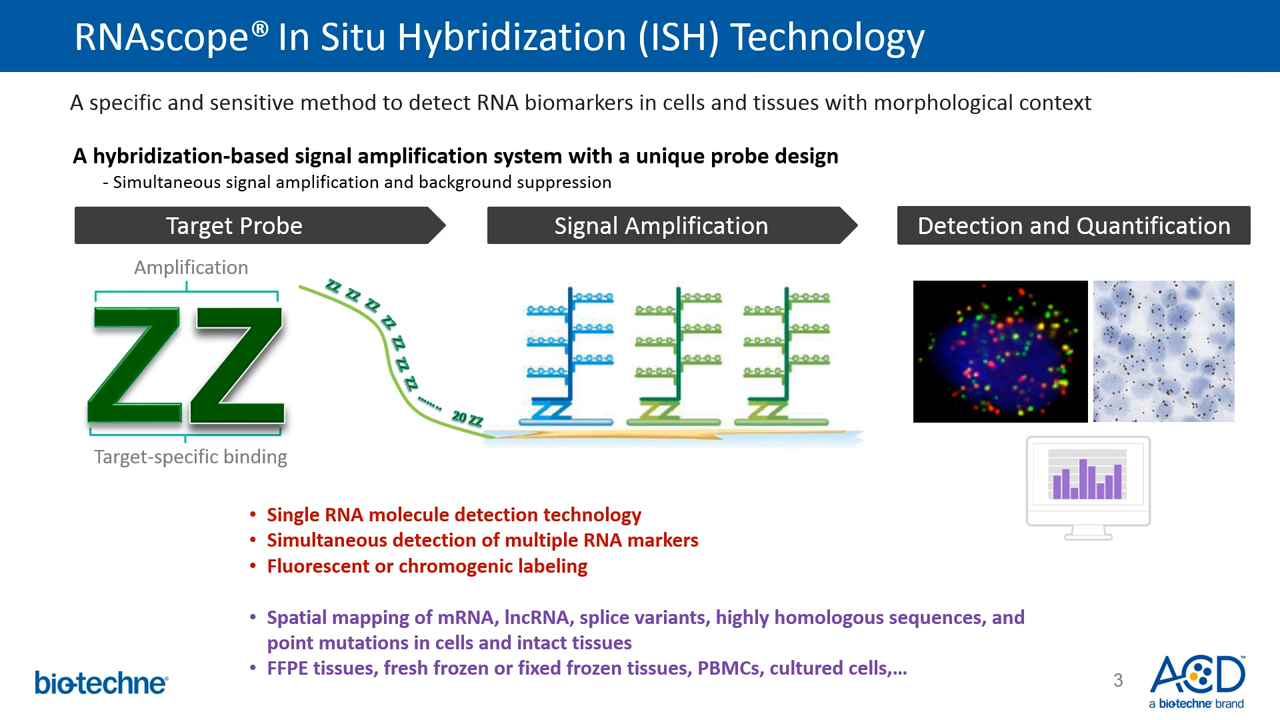 RNAscope® In Situ Hybridization (ISH) Technology
A specific and sensitive method to detect RNA biomarkers in cells and tissues with morphological context
A hybridization-based signal amplification system with a unique probe design
- Simultaneous signal amplification and background suppression
Target Probe
Signal Amplification
Detection and Quantification
Amplification
ZZ
Target-specific binding
ZZ ZZ ZZ ZZ ZZ ZZ ZZ ........ 20 ZZ
ZZ ZZ ZZ
• Single RNA molecule detection technology
• Simultaneous detection of multiple RNA markers
• Fluorescent or chromogenic labeling
• Spatial mapping of mRNA, lncRNA, splice variants, highly homologous sequences, and
point mutations in cells and intact tissues
• FFPE tissues, fresh frozen or fixed frozen tissues, PBMCs, cultured cells,...
bio-techne®
3
ACD™
a bio-techne brand